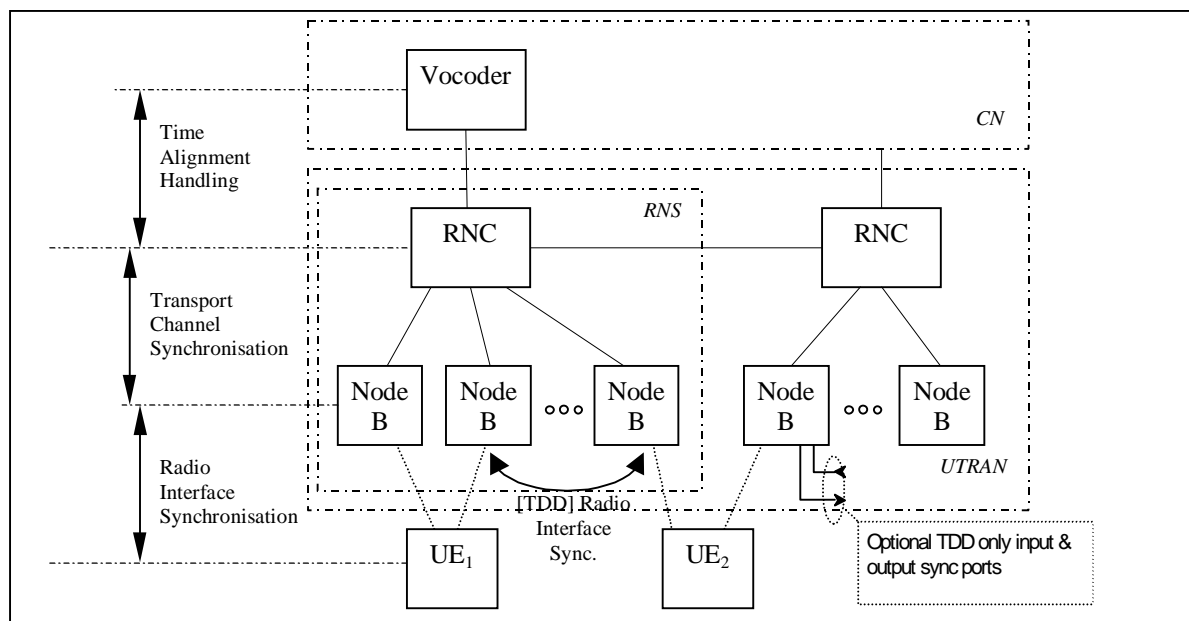 Vocoder
CN
Time
Alignment
Handling
RNS
RNC
RNC
Transport
Channel
Synchronisation
Node
B
Node
B
Node
B
Node
B
Node
B
UTRAN
Radio
Interface
Synchronisation
[TDD] Radio
Interface
Sync.
UE1
UE2
Optional TDD only input &
output sync ports